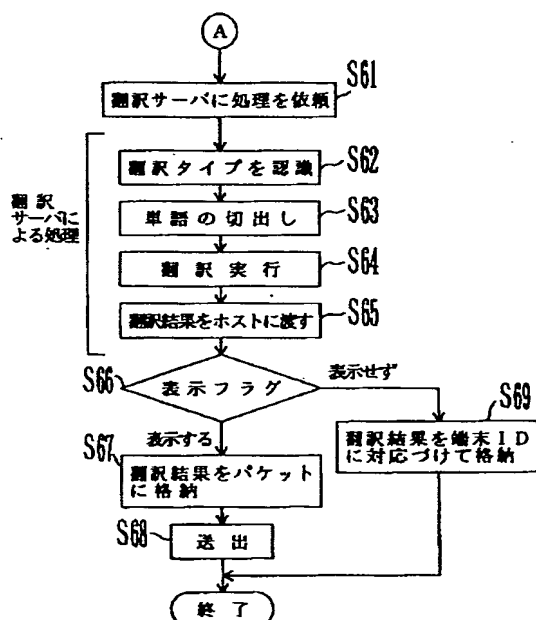 A
S61
翻訳サーバに処理を依頼
翻訳タイプを認識
S62
単語の切出し
S63
翻訳
サーバに
よる処理
翻訳実行
S64
翻訳結果をホストに渡す
S65
S66
表示フラグ
表示せず
表示する
S69
翻訳結果を端末ID
に対応づけて格納
S67
翻訳結果をパケット
に格納
S68
送出
終了